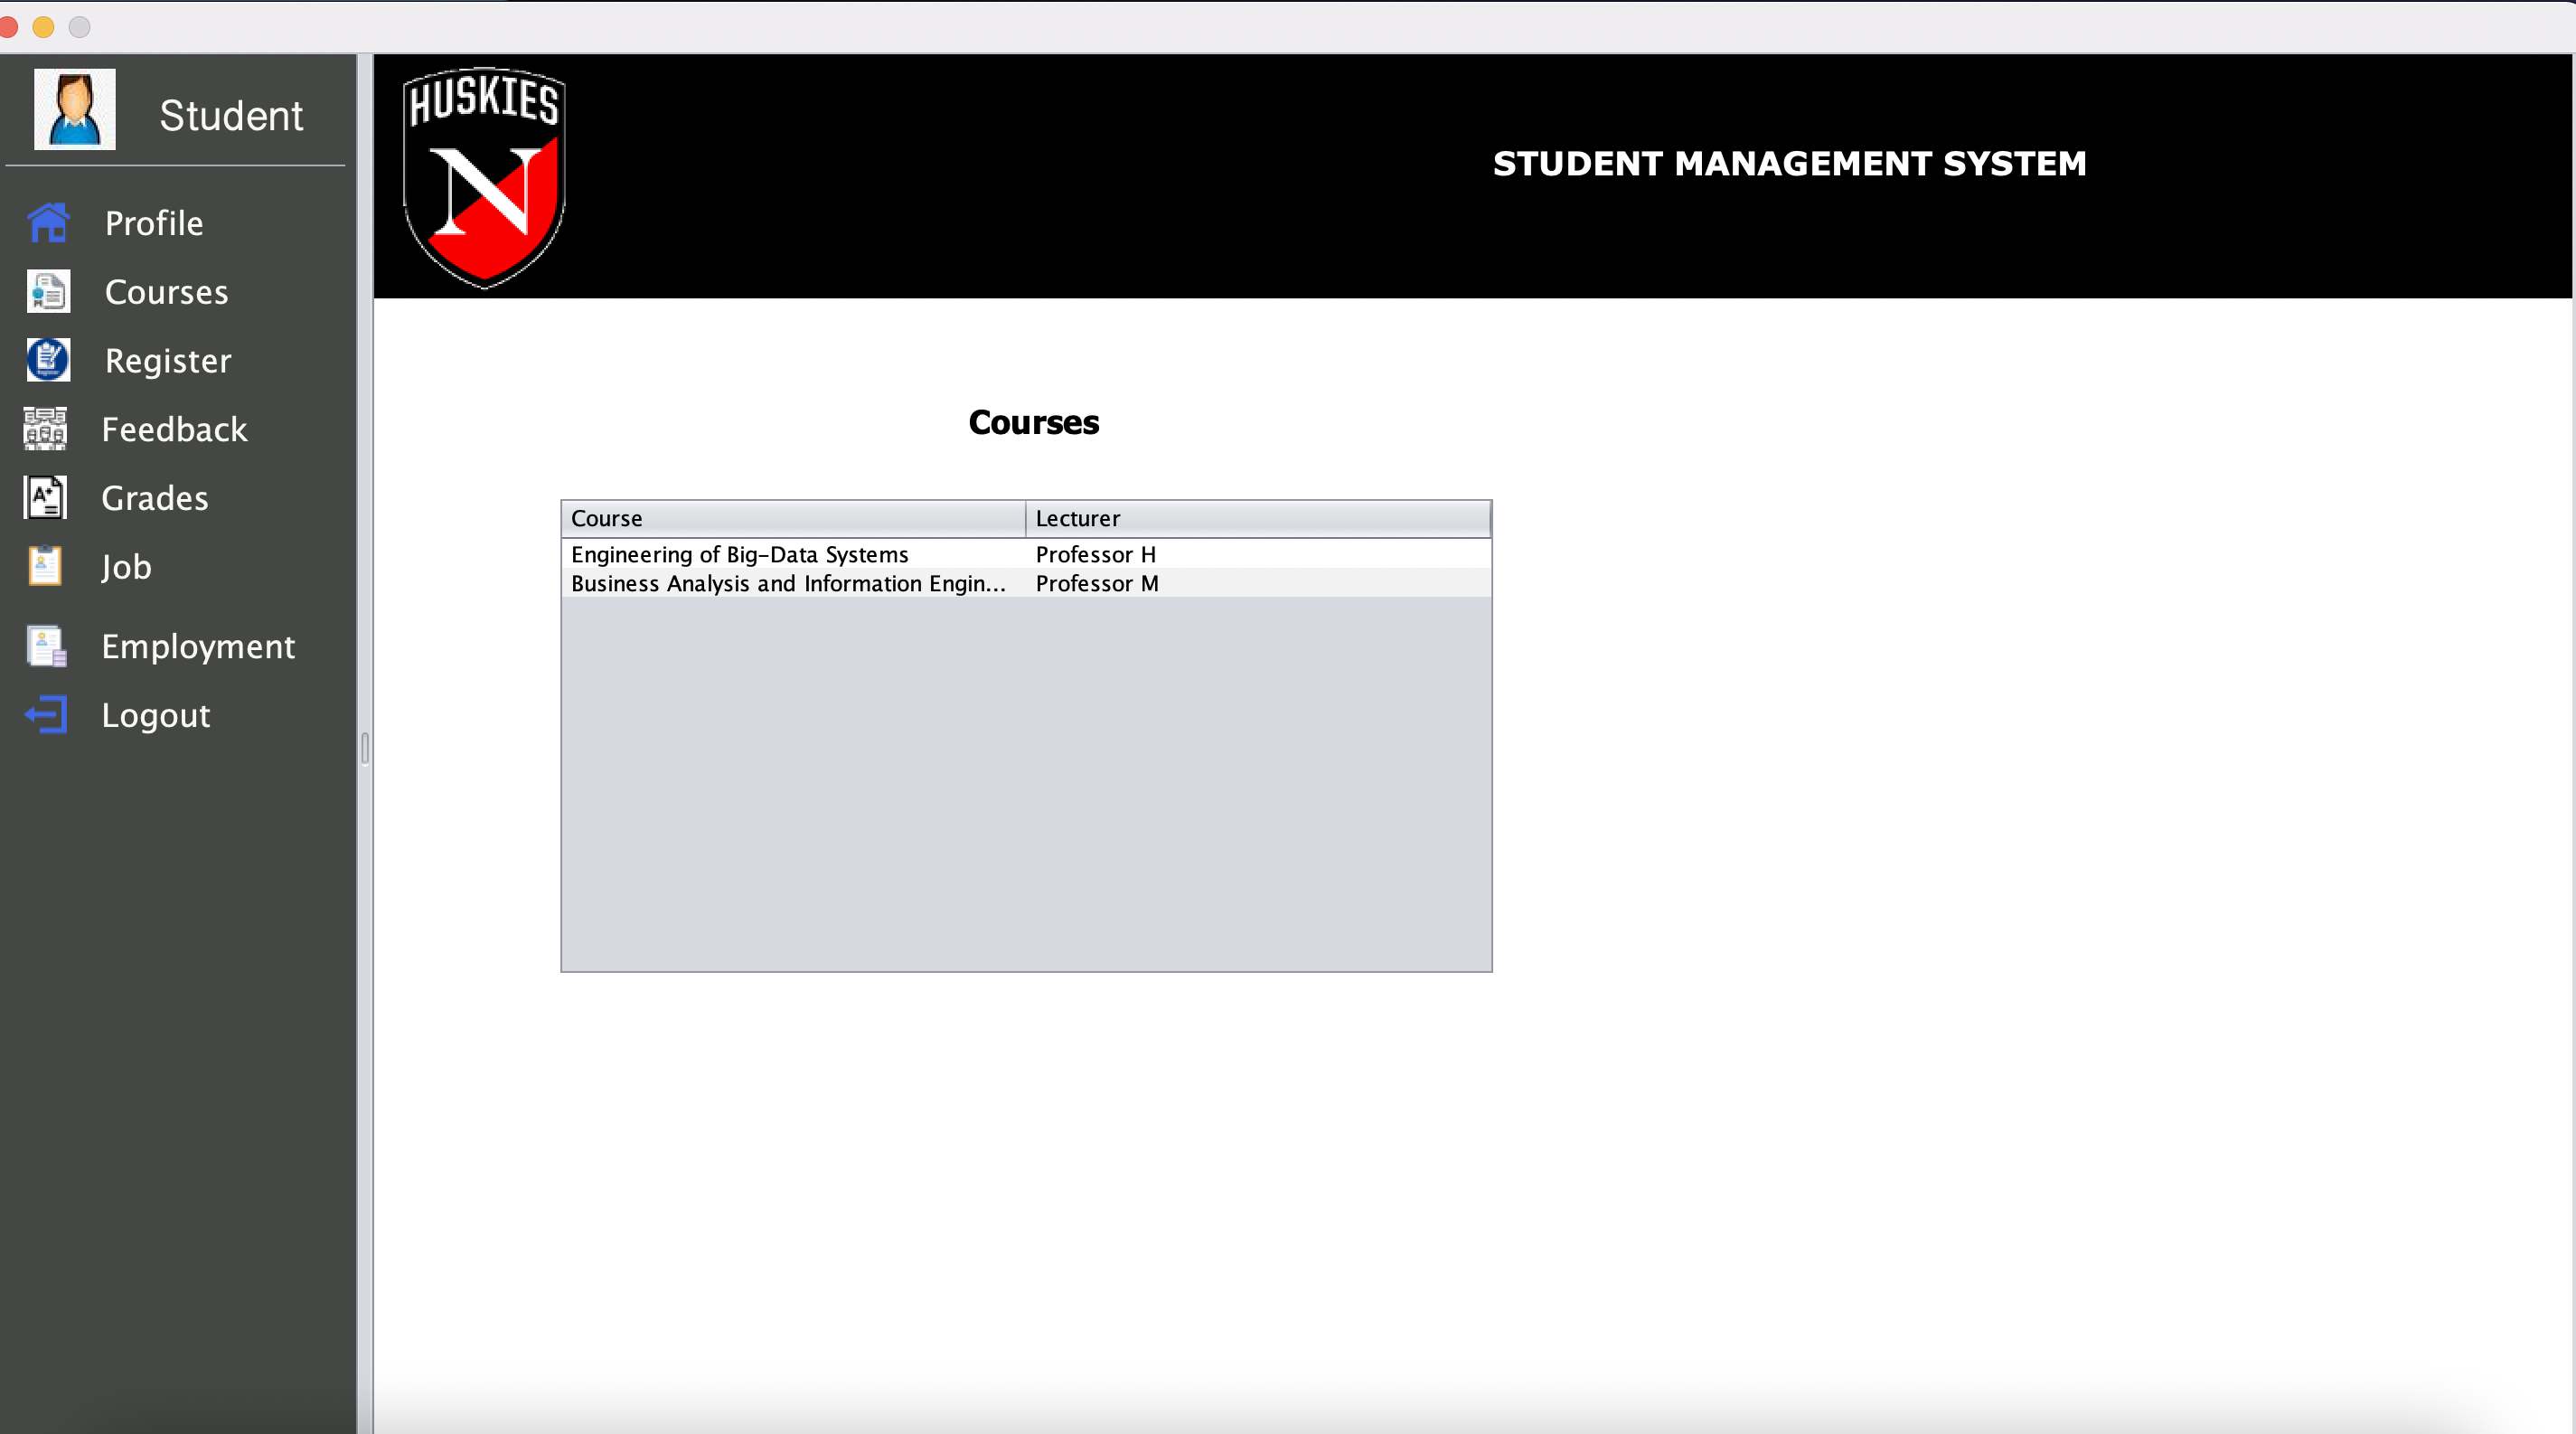 Student
Profile
Courses
Register
Feedback
Grades
Job
Employment
Logout
HUSKIES
N
STUDENT MANAGEMENT SYSTEM
Courses
Course Lecturer
Engineering of Big-Data Systems Professor H
Business Analysis and Information Engin... Professor M